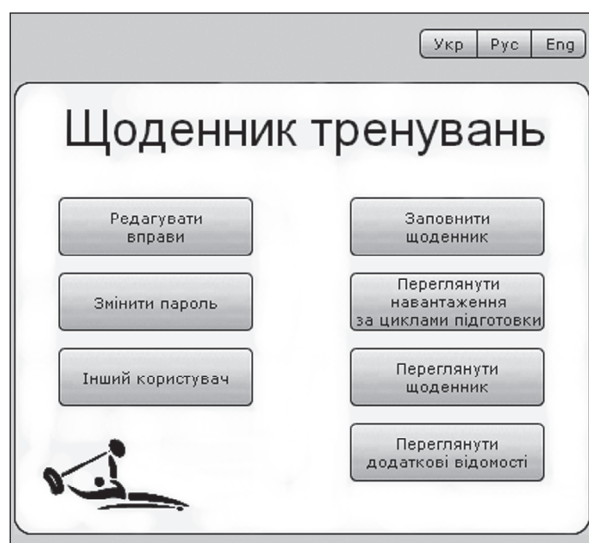 Укр Рус Eng
Щоденник тренувань
Редагувати
вправи
Змінити пароль
Інший користувач
Заповнити
щоденник
Переглянути
навантаження
за циклами підготовки
Переглянути
щоденник
Переглянути
додаткові відомості